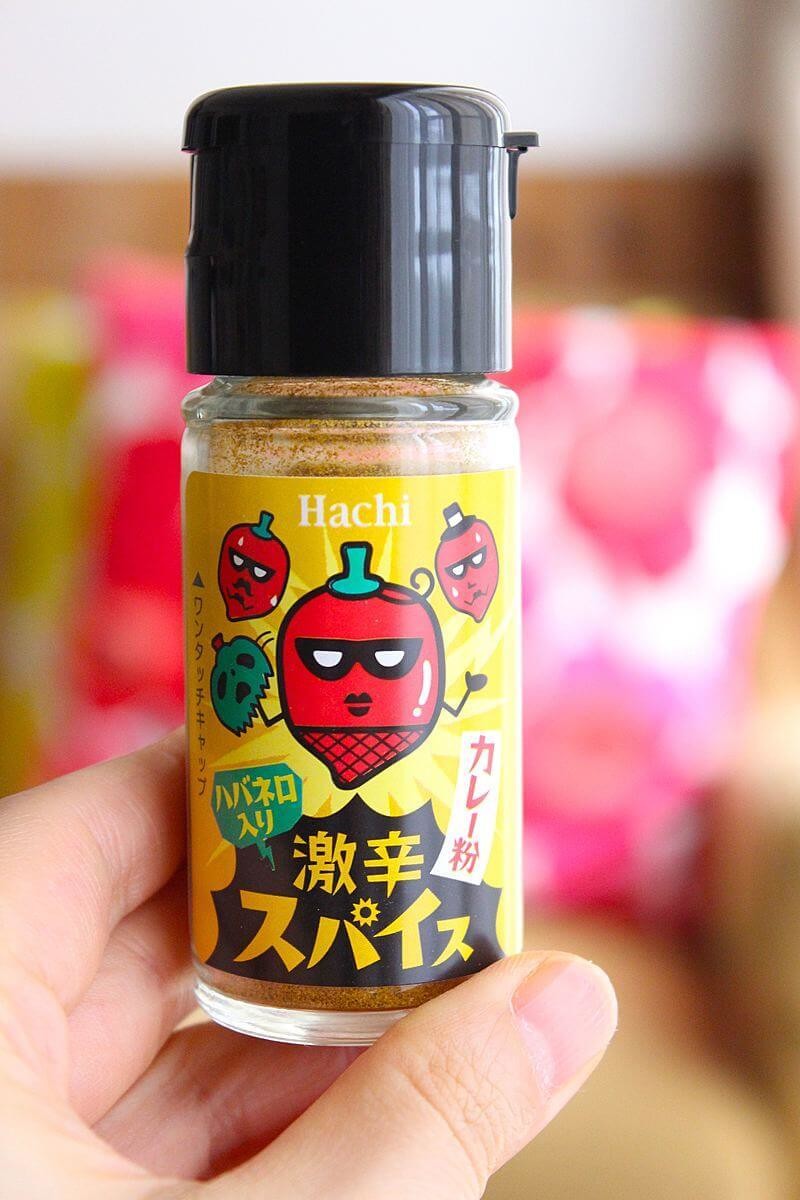 Hachi
▲ワンタッチキャップ
ハバネロ
入り
カレー粉
激辛
スパイス